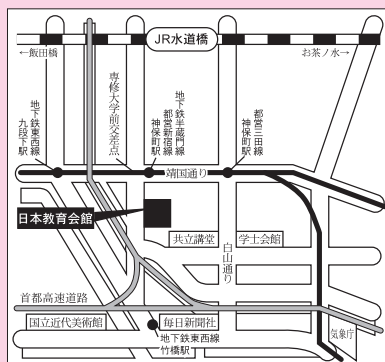 JR水道橋
←飯田橋
お茶ノ水→
地下鉄東西線
九段下駅
専修大学前交差点
地下鉄半蔵門線
都営新宿線
神保町駅
都営三田線
神保町駅
靖国通り
日本教育会館
共立講堂
白山通り
学士会館
首都高速道路
国立近代美術館
毎日新聞社
気象庁
地下鉄東西線
竹橋駅